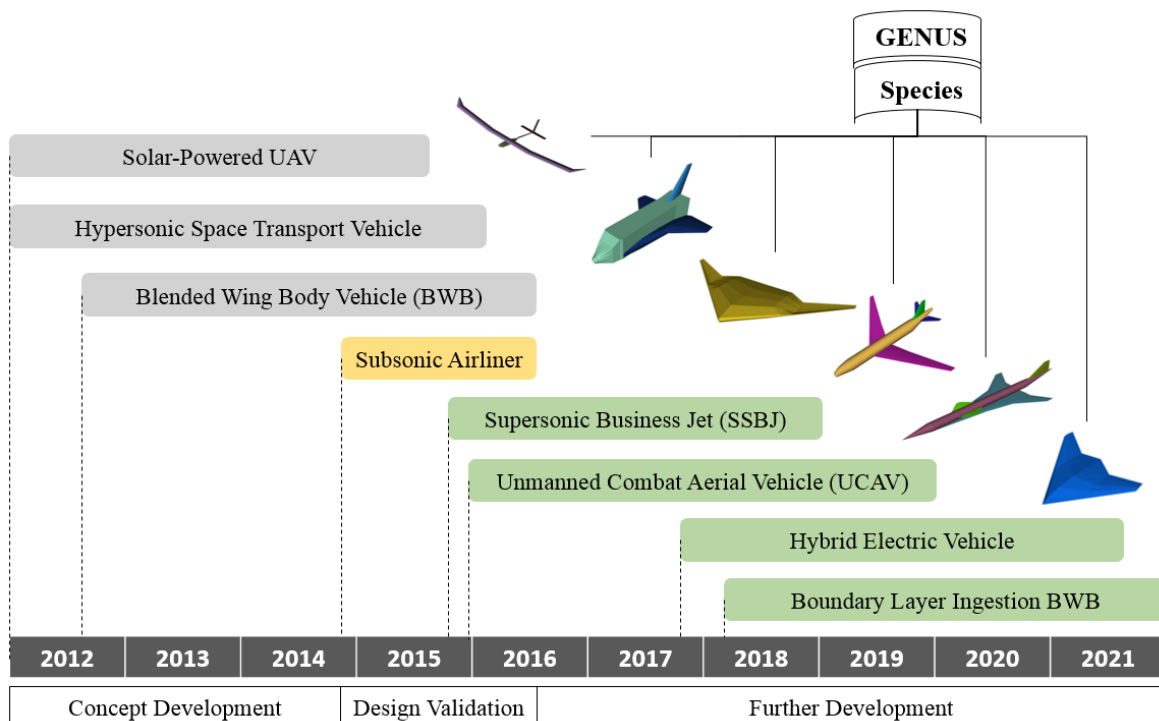 GENUS
Species
Solar-Powered UAV
Hypersonic Space Transport Vehicle
Blended Wing Body Vehicle (BWB)
Subsonic Airliner
Supersonic Business Jet (SSBJ)
Unmanned Combat Aerial Vehicle (UCAV)
Hybrid Electric Vehicle
Boundary Layer Ingestion BWB
2012 2013 2014 2015 2016 2017 2018 2019 2020 2021
Concept Development Design Validation Further Development